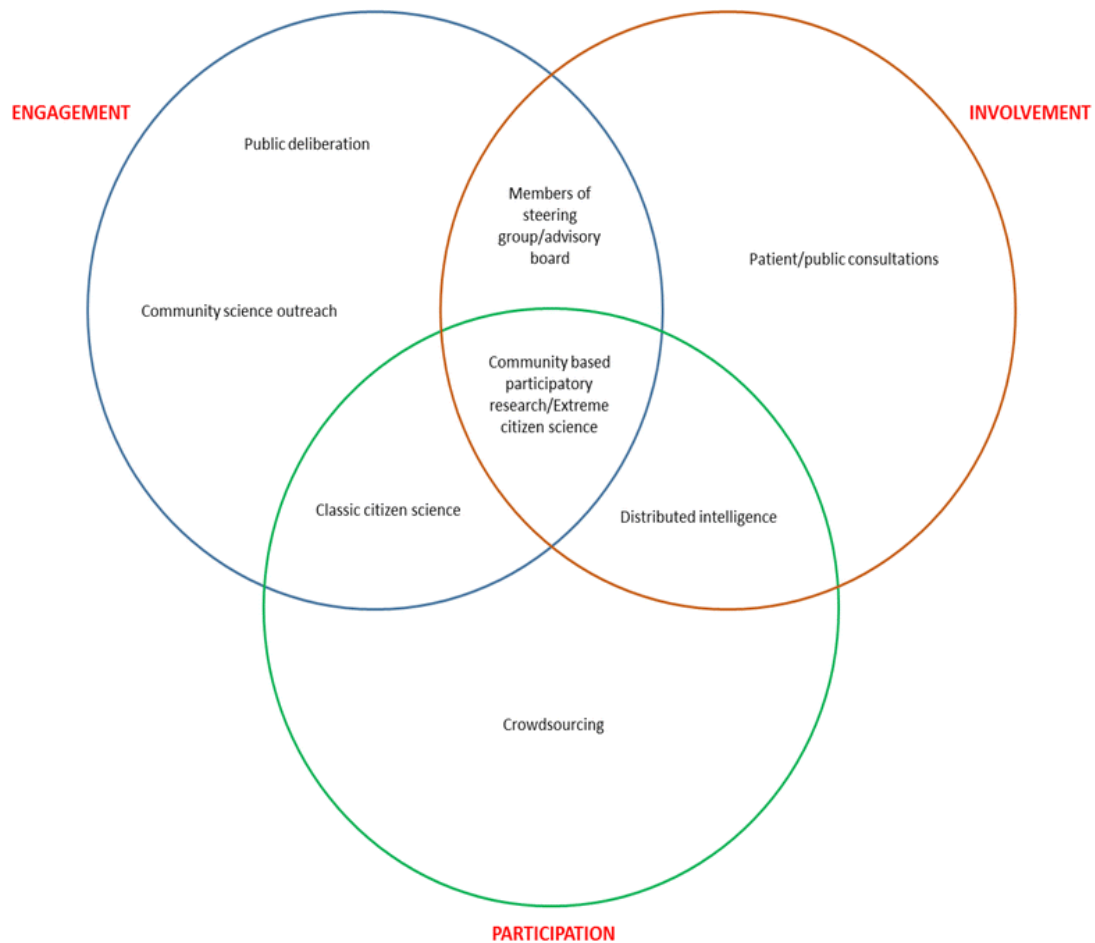 ENGAGEMENT
INVOLVEMENT
Public deliberation
Members of
steering
group/advisory
board
Patient/public consultations
Community science outreach
Community based
participatory
research/Extreme
citizen science
Classic citizen science
Distributed intelligence
Crowdsourcing
PARTICIPATION